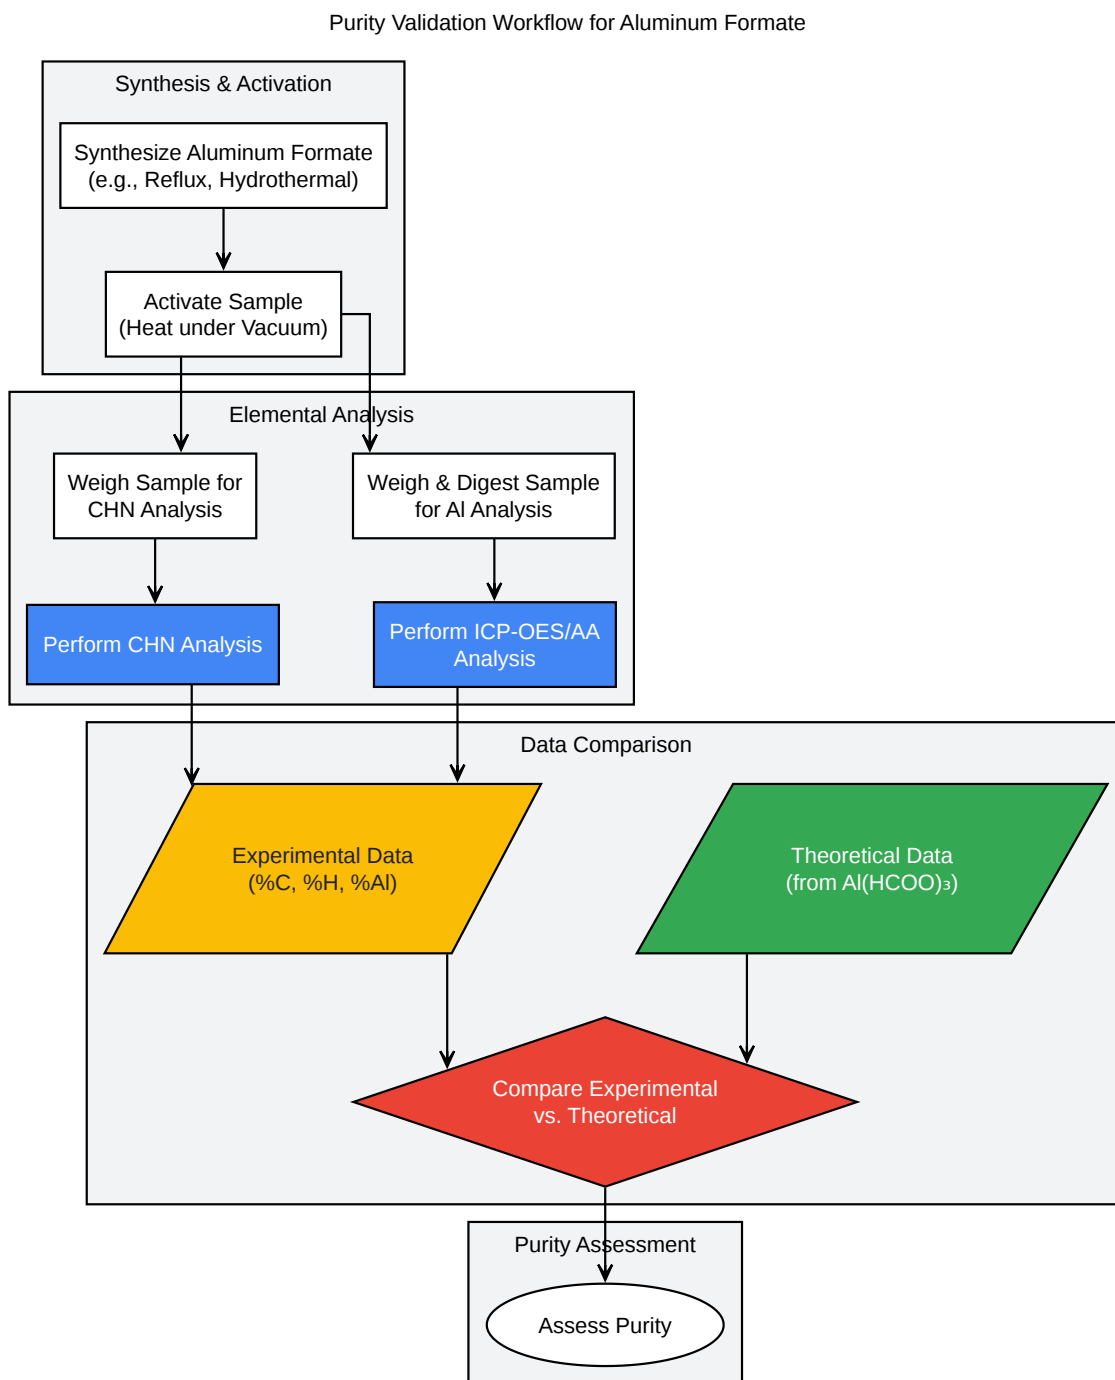 Purity Validation Workflow for Aluminum Formate
Synthesis & Activation
Synthesize Aluminum Formate
(e.g., Reflux, Hydrothermal)
Activate Sample
(Heat under Vacuum)
Elemental Analysis
Weigh Sample for
CHN Analysis
Weigh & Digest Sample
for Al Analysis
Perform CHN Analysis
Perform ICP-OES/AA
Analysis
Data Comparison
Experimental Data
(%C, %H, %Al)
Theoretical Data
(from Al(HCOO)₃)
Compare Experimental
vs. Theoretical
Purity Assessment
Assess Purity